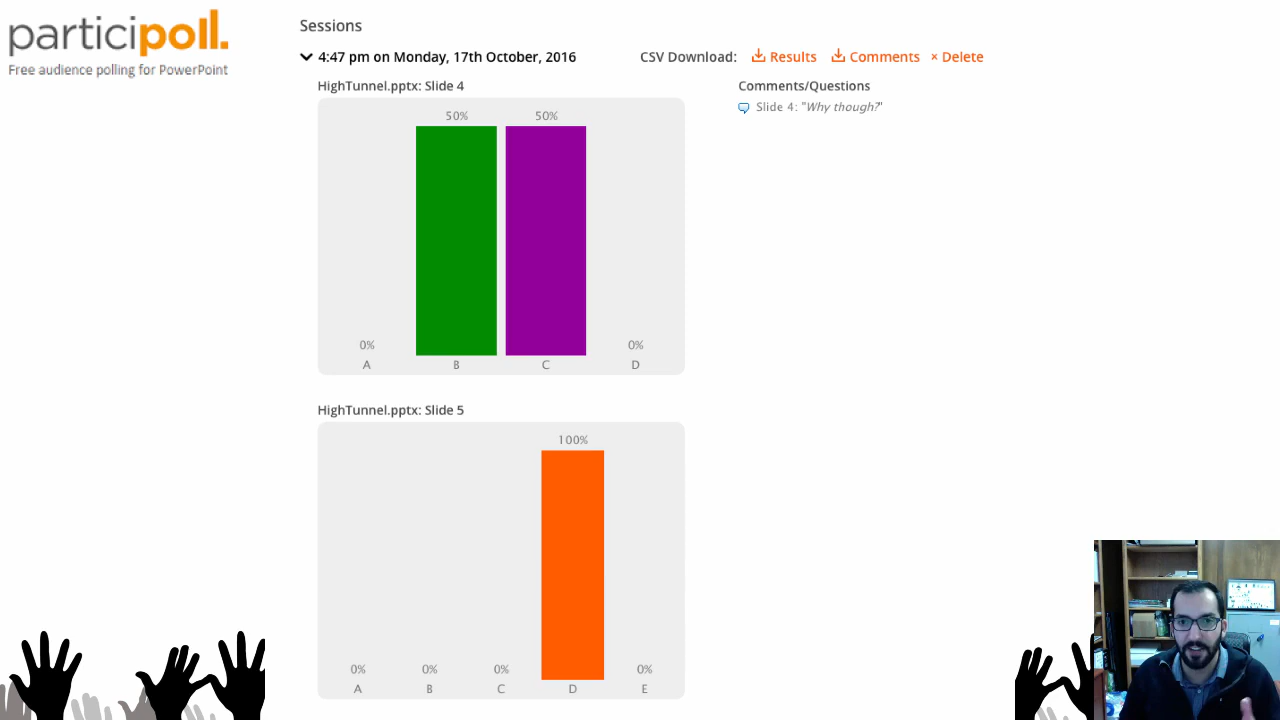 participoll.
Free audience polling for PowerPoint
Sessions
4:47 pm on Monday, 17th October, 2016
CSV Download: Results Comments × Delete
HighTunnel.pptx: Slide 4
50% 50%
0% 0%
A B C D
Comments/Questions
Slide 4: "Why though?"
HighTunnel.pptx: Slide 5
100%
0% 0% 0% 0%
A B C D E